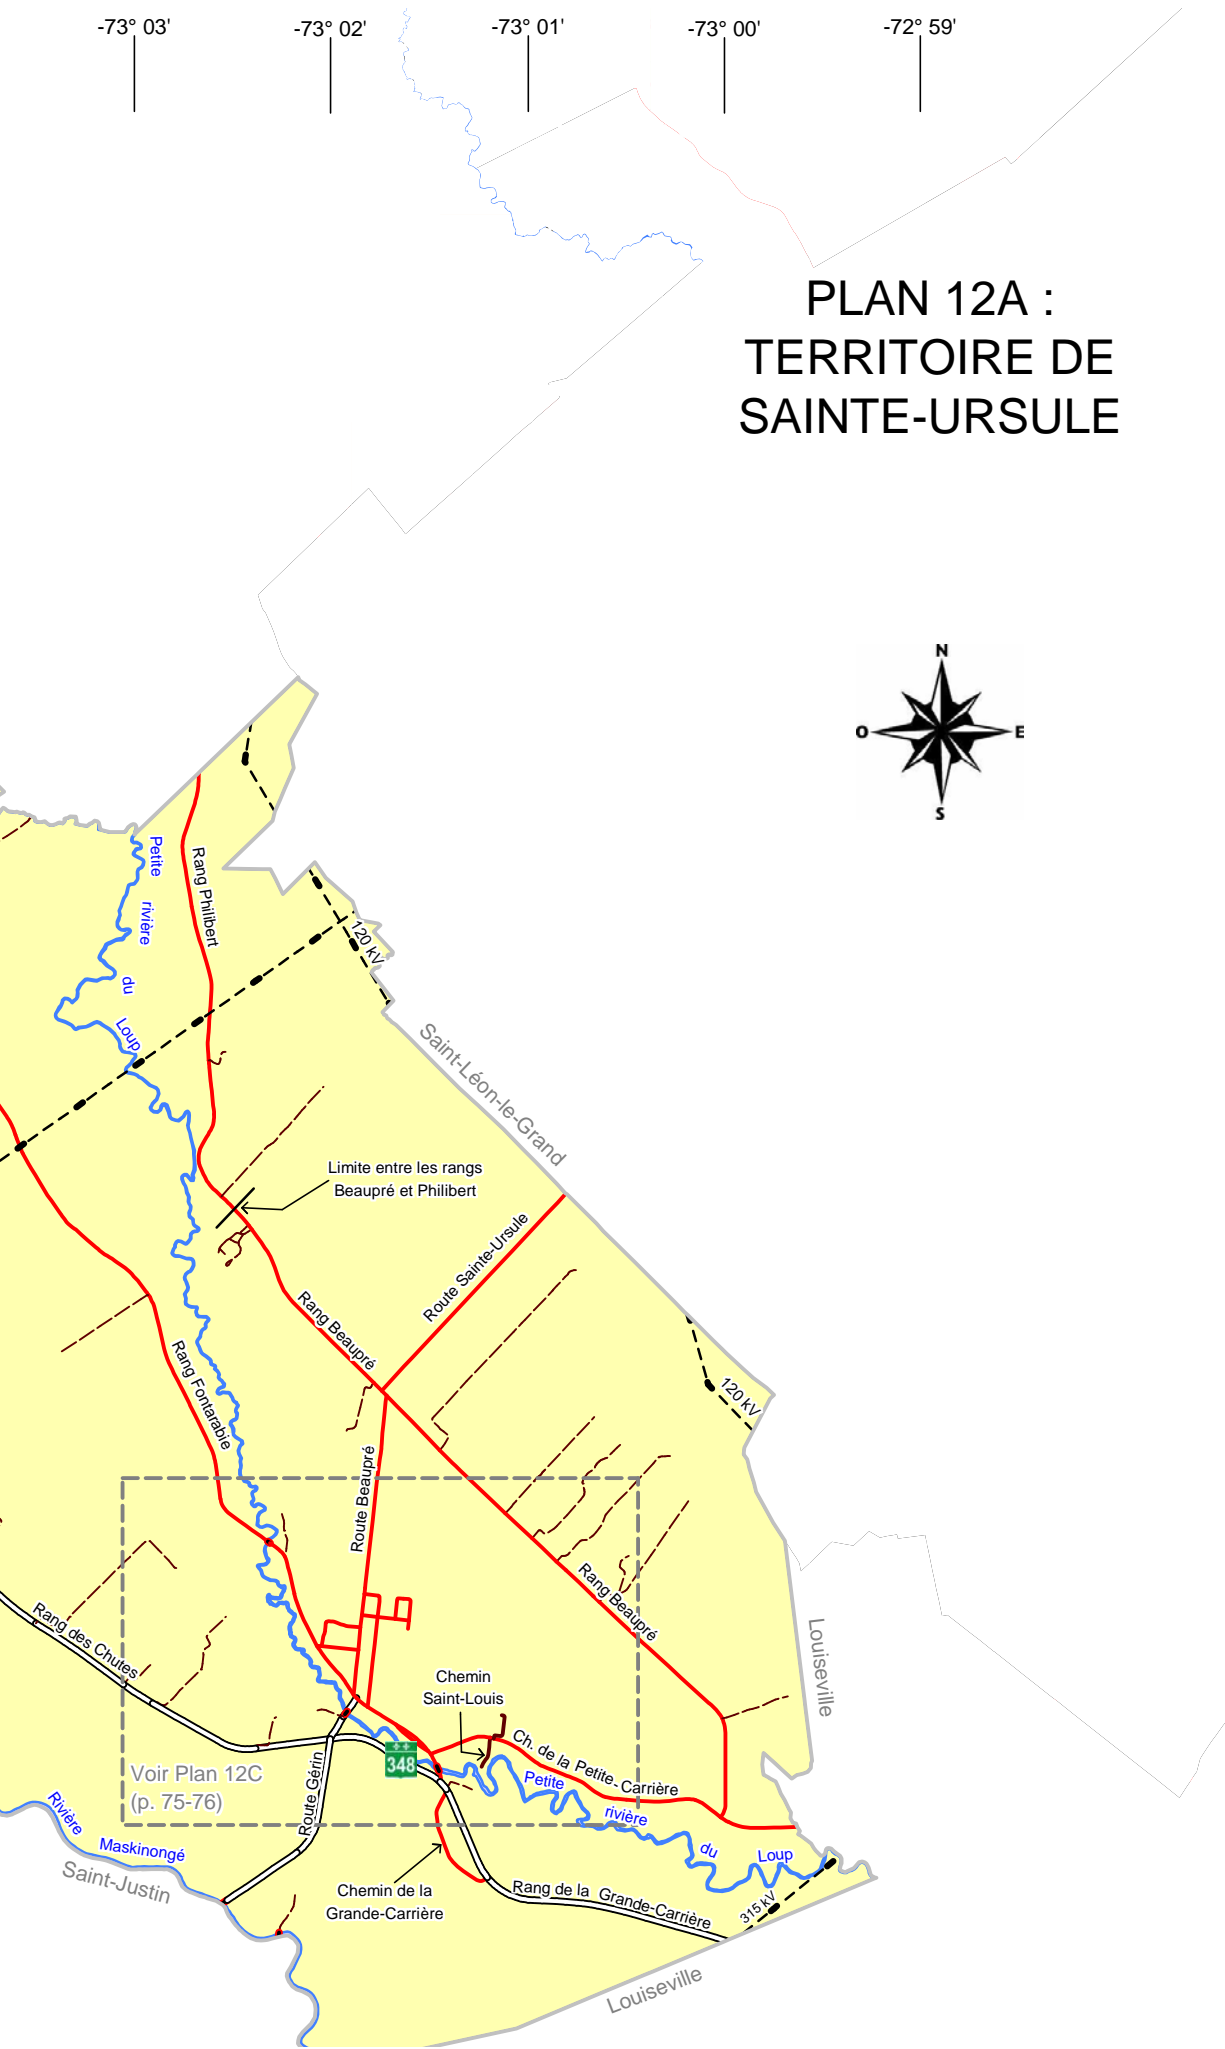 -73° 03'
-73° 02'
-73° 01'
-73° 00'
-72° 59'
PLAN 12A :
TERRITOIRE DE
SAINTE-URSULE
N
O
E
S
Petite
rivière
du
Loup
Rang Philibert
120 kV
Saint-Léon-le-Grand
Limite entre les rangs
Beaupré et Philibert
Route Sainte-Ursule
Rang Beaupré
Rang Fontarabie
120 kV
Route Beaupré
Rang Beaupré
Rang des Chutes
Louiseville
Chemin
Saint-Louis
Ch. de la Petite-Carrière
348
Voir Plan 12C
(p. 75-76)
Route Gérin
Petite
rivière
du
Loup
Rivière
Maskinongé
Saint-Justin
Chemin de la
Grande-Carrière
Rang de la Grande-Carrière
315 kV
Louiseville